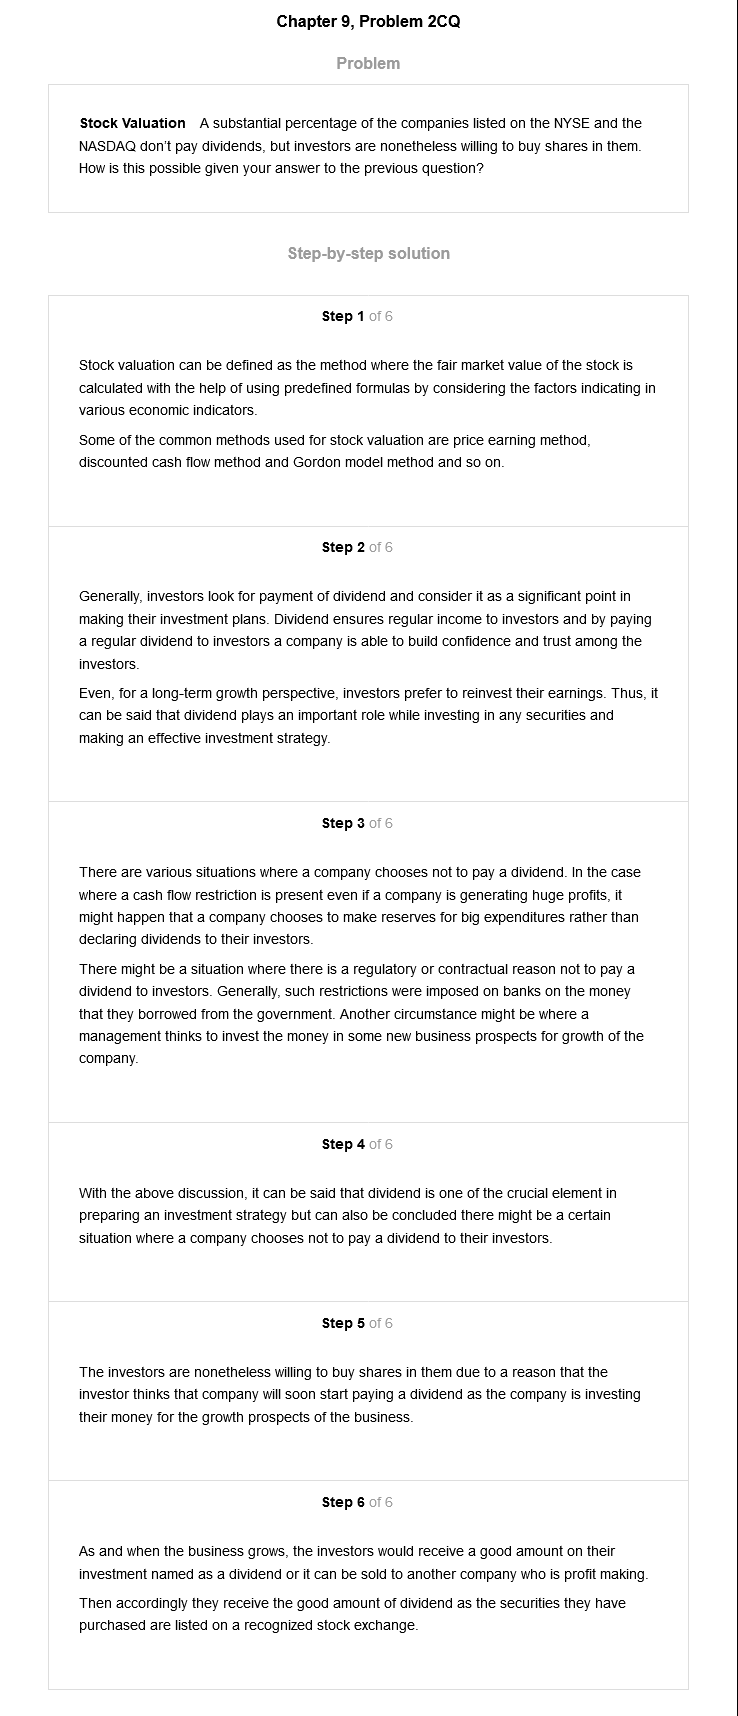 Chapter 9, Problem 2CQ
Problem
Stock Valuation A substantial percentage of the companies listed on the NYSE and the
NASDAQ don't pay dividends, but investors are nonetheless willing to buy shares in them.
How is this possible given your answer to the previous question?
Step-by-step solution
Step 1 of 6
Stock valuation can be defined as the method where the fair market value of the stock is
calculated with the help of using predefined formulas by considering the factors indicating in
various economic indicators.
Some of the common methods used for stock valuation are price earning method,
discounted cash flow method and Gordon model method and so on.
Step 2 of 6
Generally, investors look for payment of dividend and consider it as a significant point in
making their investment plans. Dividend ensures regular income to investors and by paying
a regular dividend to investors a company is able to build confidence and trust among the
investors.
Even, for a long-term growth perspective, investors prefer to reinvest their earnings. Thus, it
can be said that dividend plays an important role while investing in any securities and
making an effective investment strategy.
Step 3 of 6
There are various situations where a company chooses not to pay a dividend. In the case
where a cash flow restriction is present even if a company is generating huge profits, it
might happen that a company chooses to make reserves for big expenditures rather than
declaring dividends to their investors.
There might be a situation where there is a regulatory or contractual reason not to pay a
dividend to investors. Generally, such restrictions were imposed on banks on the money
that they borrowed from the government. Another circumstance might be where a
management thinks to invest the money in some new business prospects for growth of the
company.
Step 4 of 6
With the above discussion, it can be said that dividend is one of the crucial element in
preparing an investment strategy but can also be concluded there might be a certain
situation where a company chooses not to pay a dividend to their investors.
Step 5 of 6
The investors are nonetheless willing to buy shares in them due to a reason that the
investor thinks that company will soon start paying a dividend as the company is investing
their money for the growth prospects of the business.
Step 6 of 6
As and when the business grows, the investors would receive a good amount on their
investment named as a dividend or it can be sold to another company who is profit making.
Then accordingly they receive the good amount of dividend as the securities they have
purchased are listed on a recognized stock exchange.